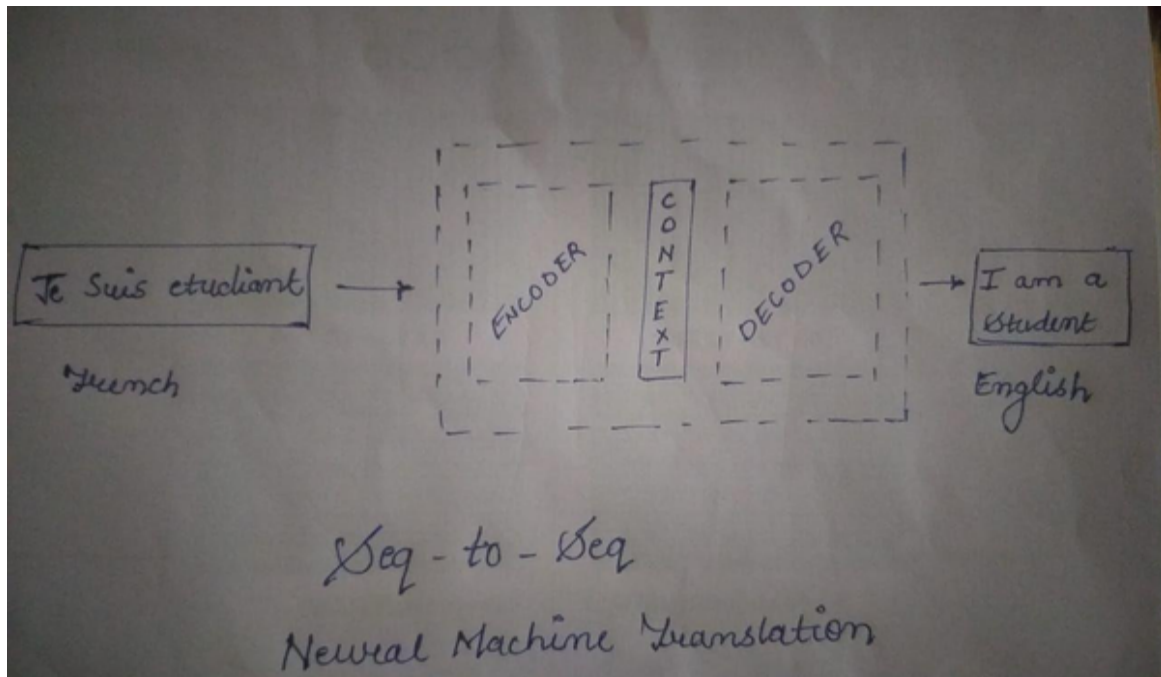 Je Suis etudiant
French
ENCODER
CONTEXT
DECODER
I am a
Student
English
Seq-to-Seq
Neural Machine Translation